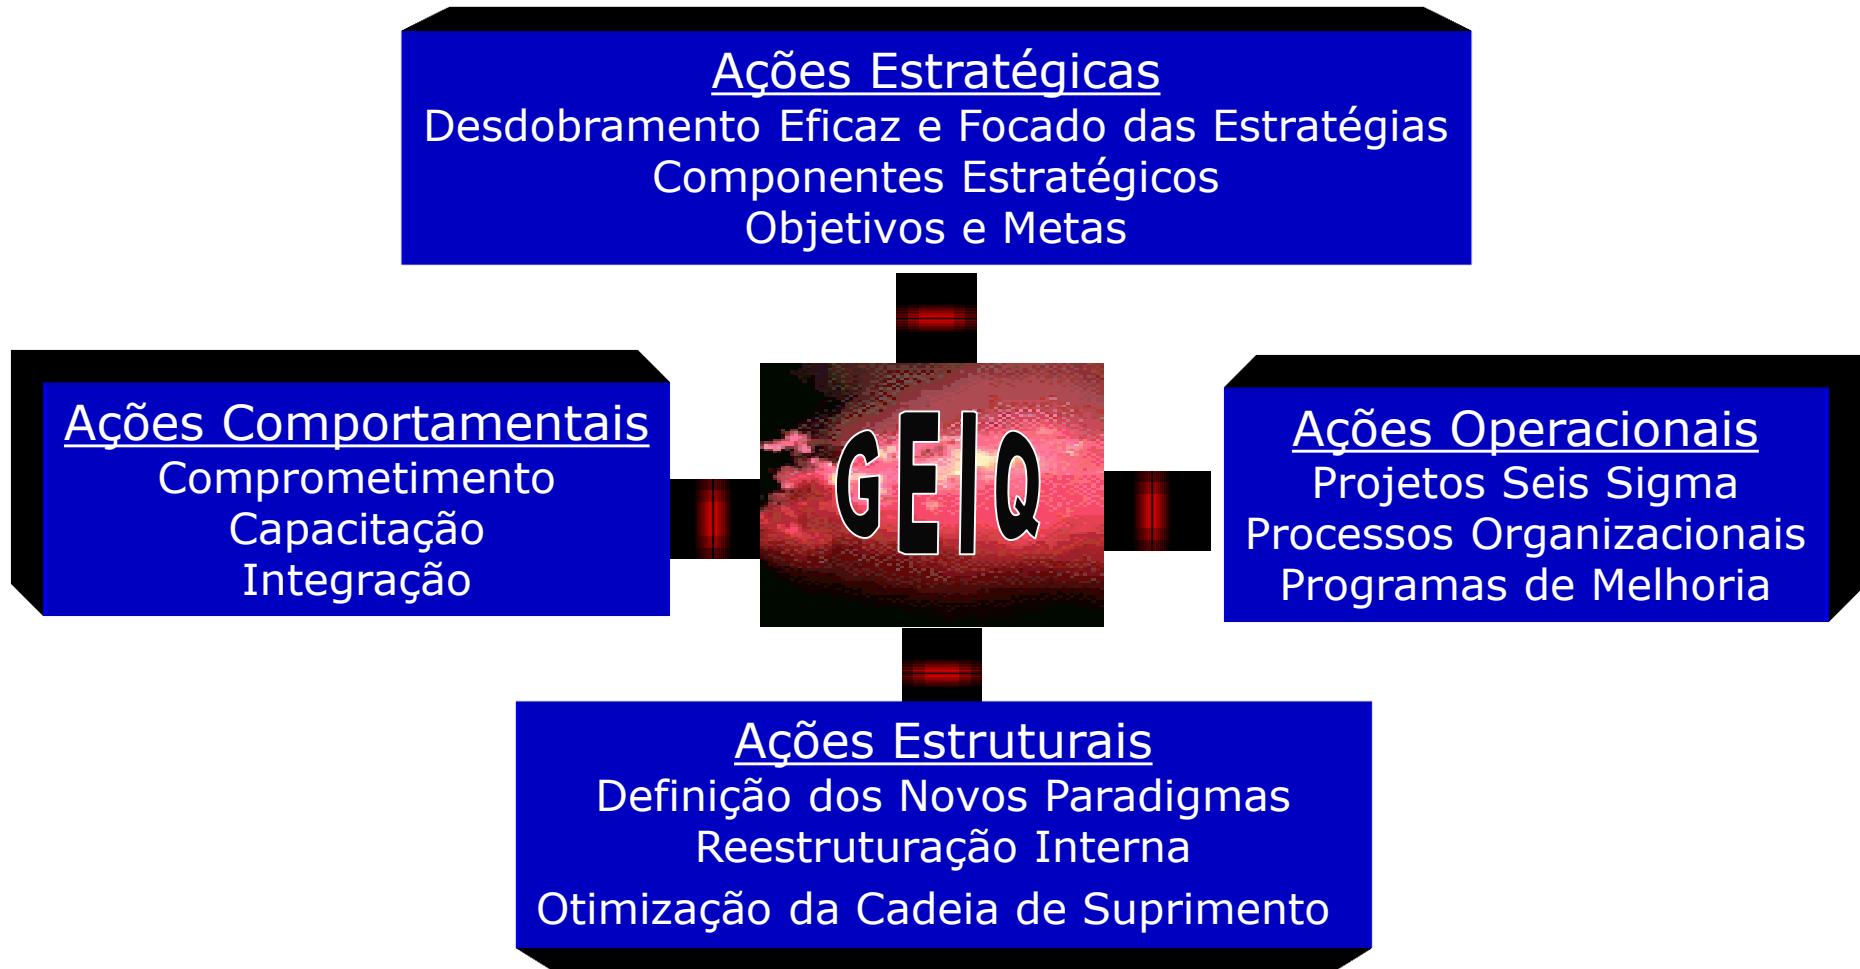 Ações Estratégicas
Desdobramento Eficaz e Focado das Estratégias
Componentes Estratégicos
Objetivos e Metas
Ações Comportamentais
Comprometimento
Capacitação
Integração
GEIQ
Ações Operacionais
Projetos Seis Sigma
Processos Organizacionais
Programas de Melhoria
Ações Estruturais
Definição dos Novos Paradigmas
Reestruturação Interna
Otimização da Cadeia de Suprimento